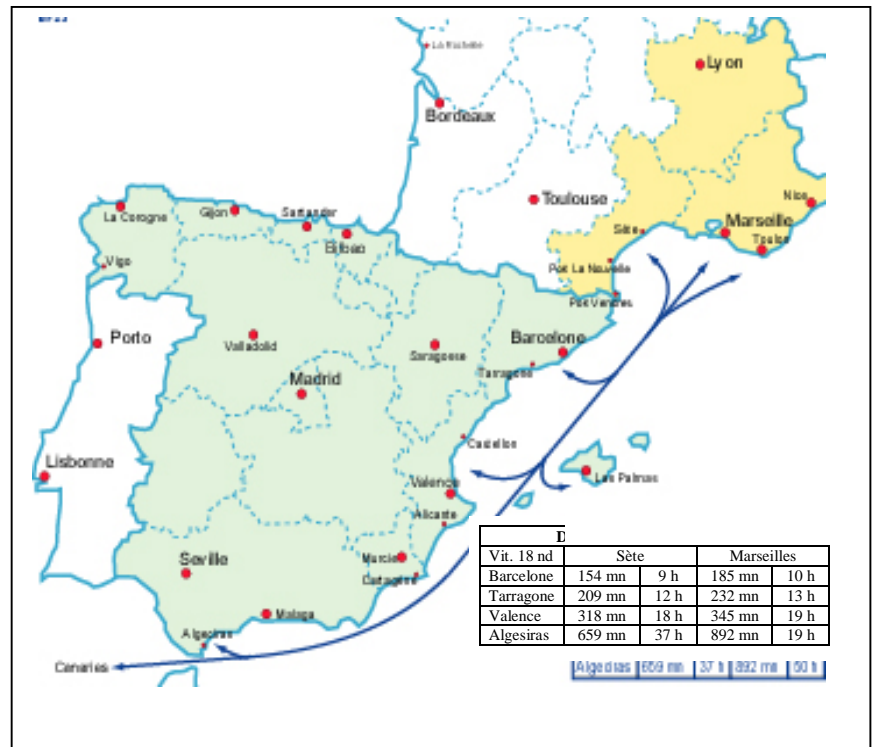 La Rochelle
Lyon
Bordeaux
Toulouse
Nice
Marseille
Sète
Toulon
Port La Nouvelle
Port Vendres
La Corogne
Gijon
Santander
Bilbao
Vigo
Porto
Valladolid
Saragosse
Barcelone
Tarragone
Madrid
Castellon
Lisbonne
Las Palmas
Valence
Alicante
Seville
Murcie
Cartagène
Malaga
Algesiras
Canaries
D
Vit. 18 nd Sète Marseilles
Barcelone 154 mn 9 h 185 mn 10 h
Tarragone 209 mn 12 h 232 mn 13 h
Valence 318 mn 18 h 345 mn 19 h
Algesiras 659 mn 37 h 892 mn 19 h
Algeciras 659 mn 37 h 892 mn 50 h